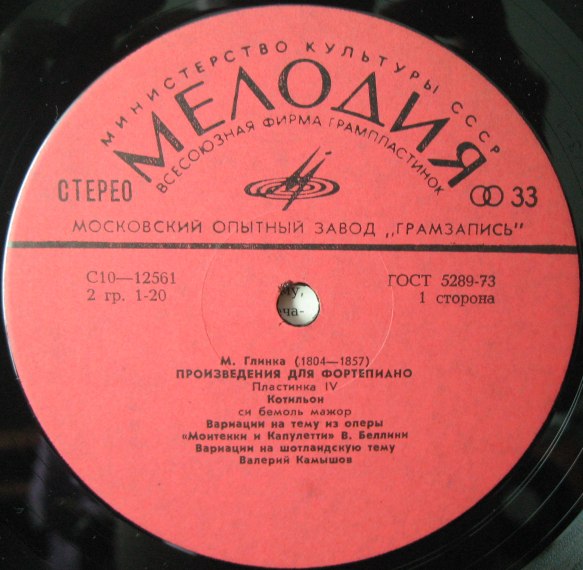 МИНИСТЕРСТВО КУЛЬТУРЫ СССР
МЕЛОДИЯ
ВСЕСОЮЗНАЯ ФИРМА ГРАМПЛАСТИНОК
СТЕРЕО
33
МОСКОВСКИЙ ОПЫТНЫЙ ЗАВОД „ГРАМЗАПИСЬ"
С10—12561
ГОСТ 5289-73
2 гр. 1-20
1 сторона
му,
ча-
М. Глинка (1804—1857)
ПРОИЗВЕДЕНИЯ ДЛЯ ФОРТЕПИАНО
Пластинка IV
Котильон
си бемоль мажор
Вариации на тему из оперы
«Монтекки и Капулетти» В. Беллини
Вариации на шотландскую тему
Валерий Камышов